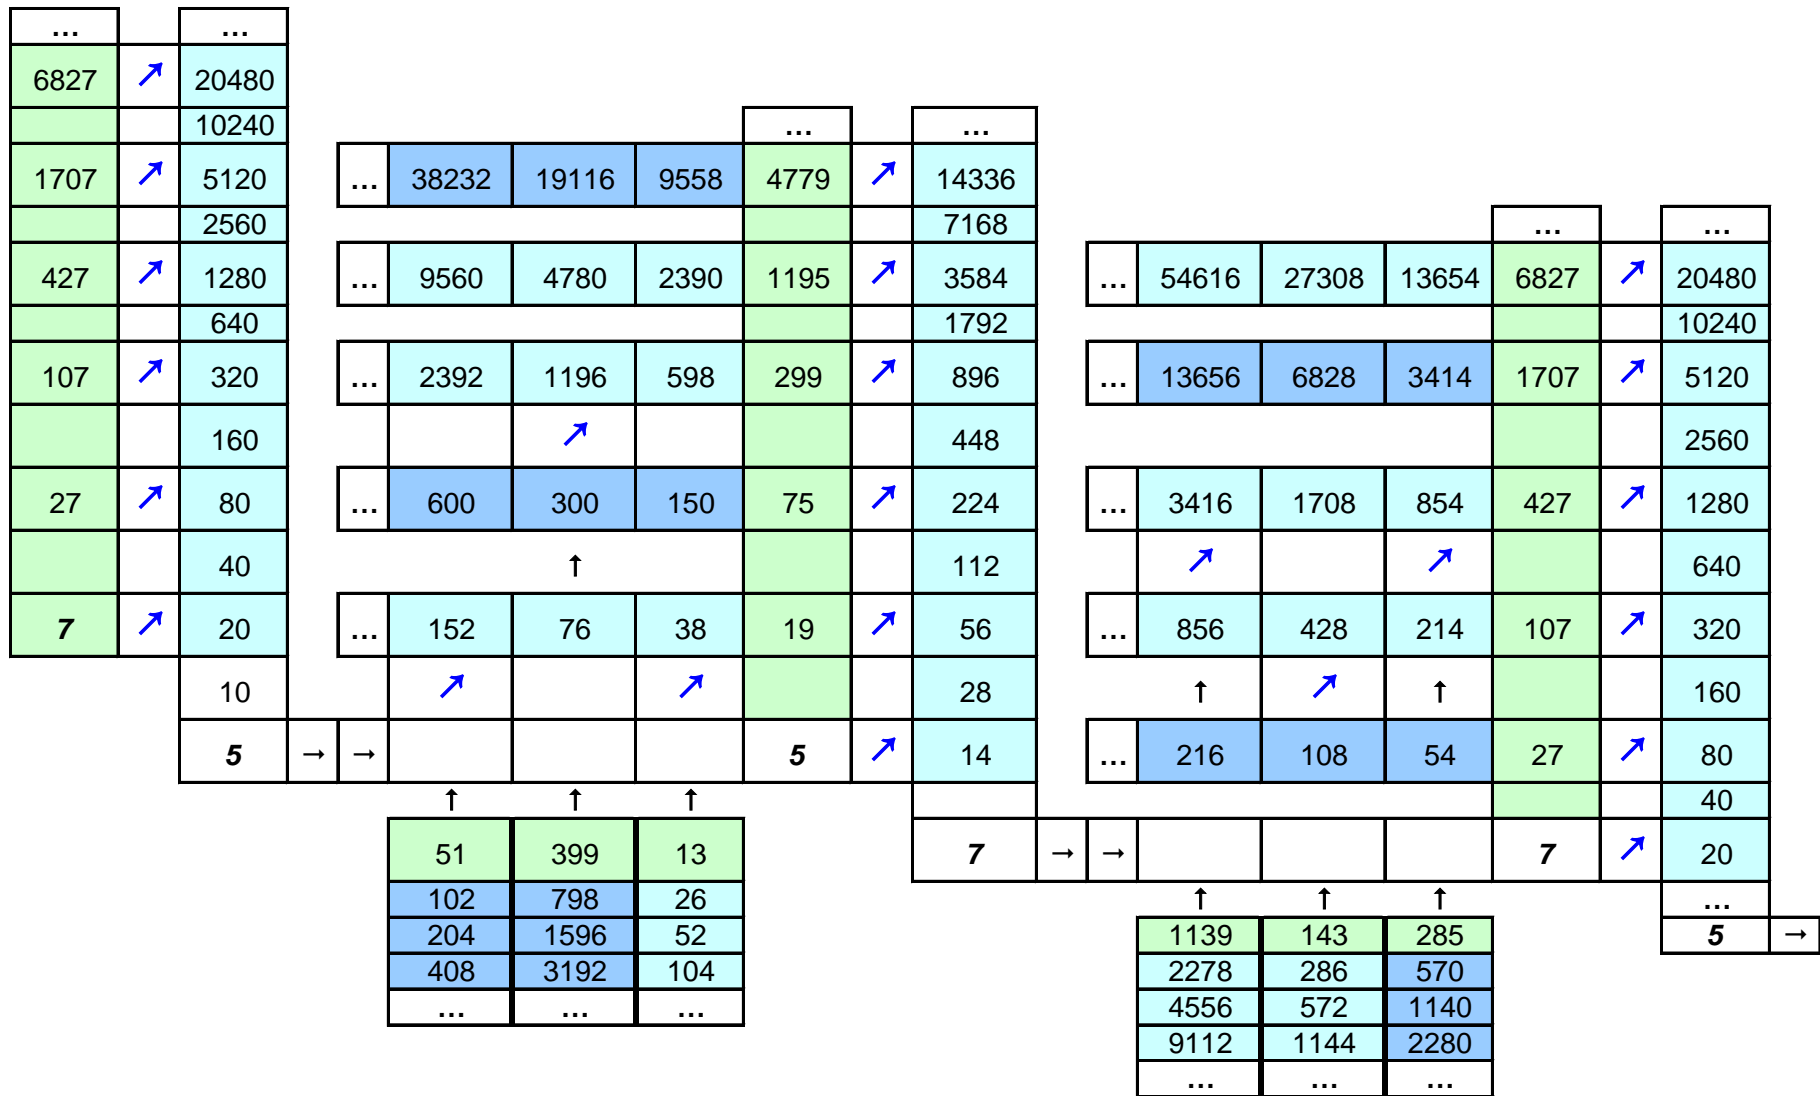 ... ...
6827 ↗ 20480
10240 ... ...
1707 ↗ 5120 ... 38232 19116 9558 4779 ↗ 14336
2560 7168 ... ...
427 ↗ 1280 ... 9560 4780 2390 1195 ↗ 3584 ... 54616 27308 13654 6827 ↗ 20480
640 1792 10240
107 ↗ 320 ... 2392 1196 598 299 ↗ 896 ... 13656 6828 3414 1707 ↗ 5120
160 ↗ 448 2560
27 ↗ 80 ... 600 300 150 75 ↗ 224 ... 3416 1708 854 427 ↗ 1280
40 ↑ 112 ↗ ↗ 640
7 ↗ 20 ... 152 76 38 19 ↗ 56 ... 856 428 214 107 ↗ 320
10 ↗ ↗ 28 ↑ ↗ ↑ 160
5 → → 5 ↗ 14 ... 216 108 54 27 ↗ 80
↑ ↑ ↑ 40
51 399 13 7 → → 7 ↗ 20
102 798 26 ↑ ↑ ↑ ...
204 1596 52 1139 143 285 5 →
408 3192 104 2278 286 570
... ... ... 4556 572 1140
9112 1144 2280
... ... ...